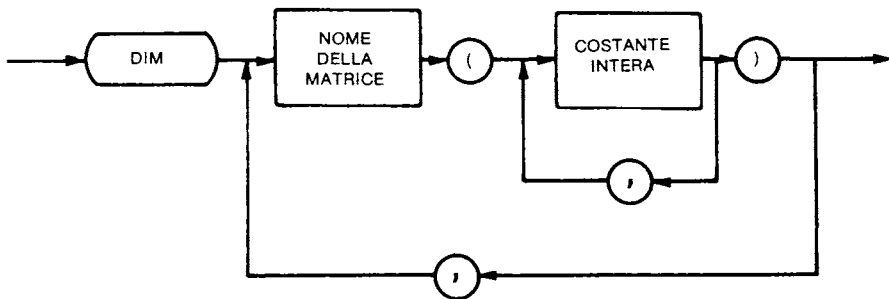 DIM
NOME
DELLA
MATRICE
(
COSTANTE
INTERA
)
,
,